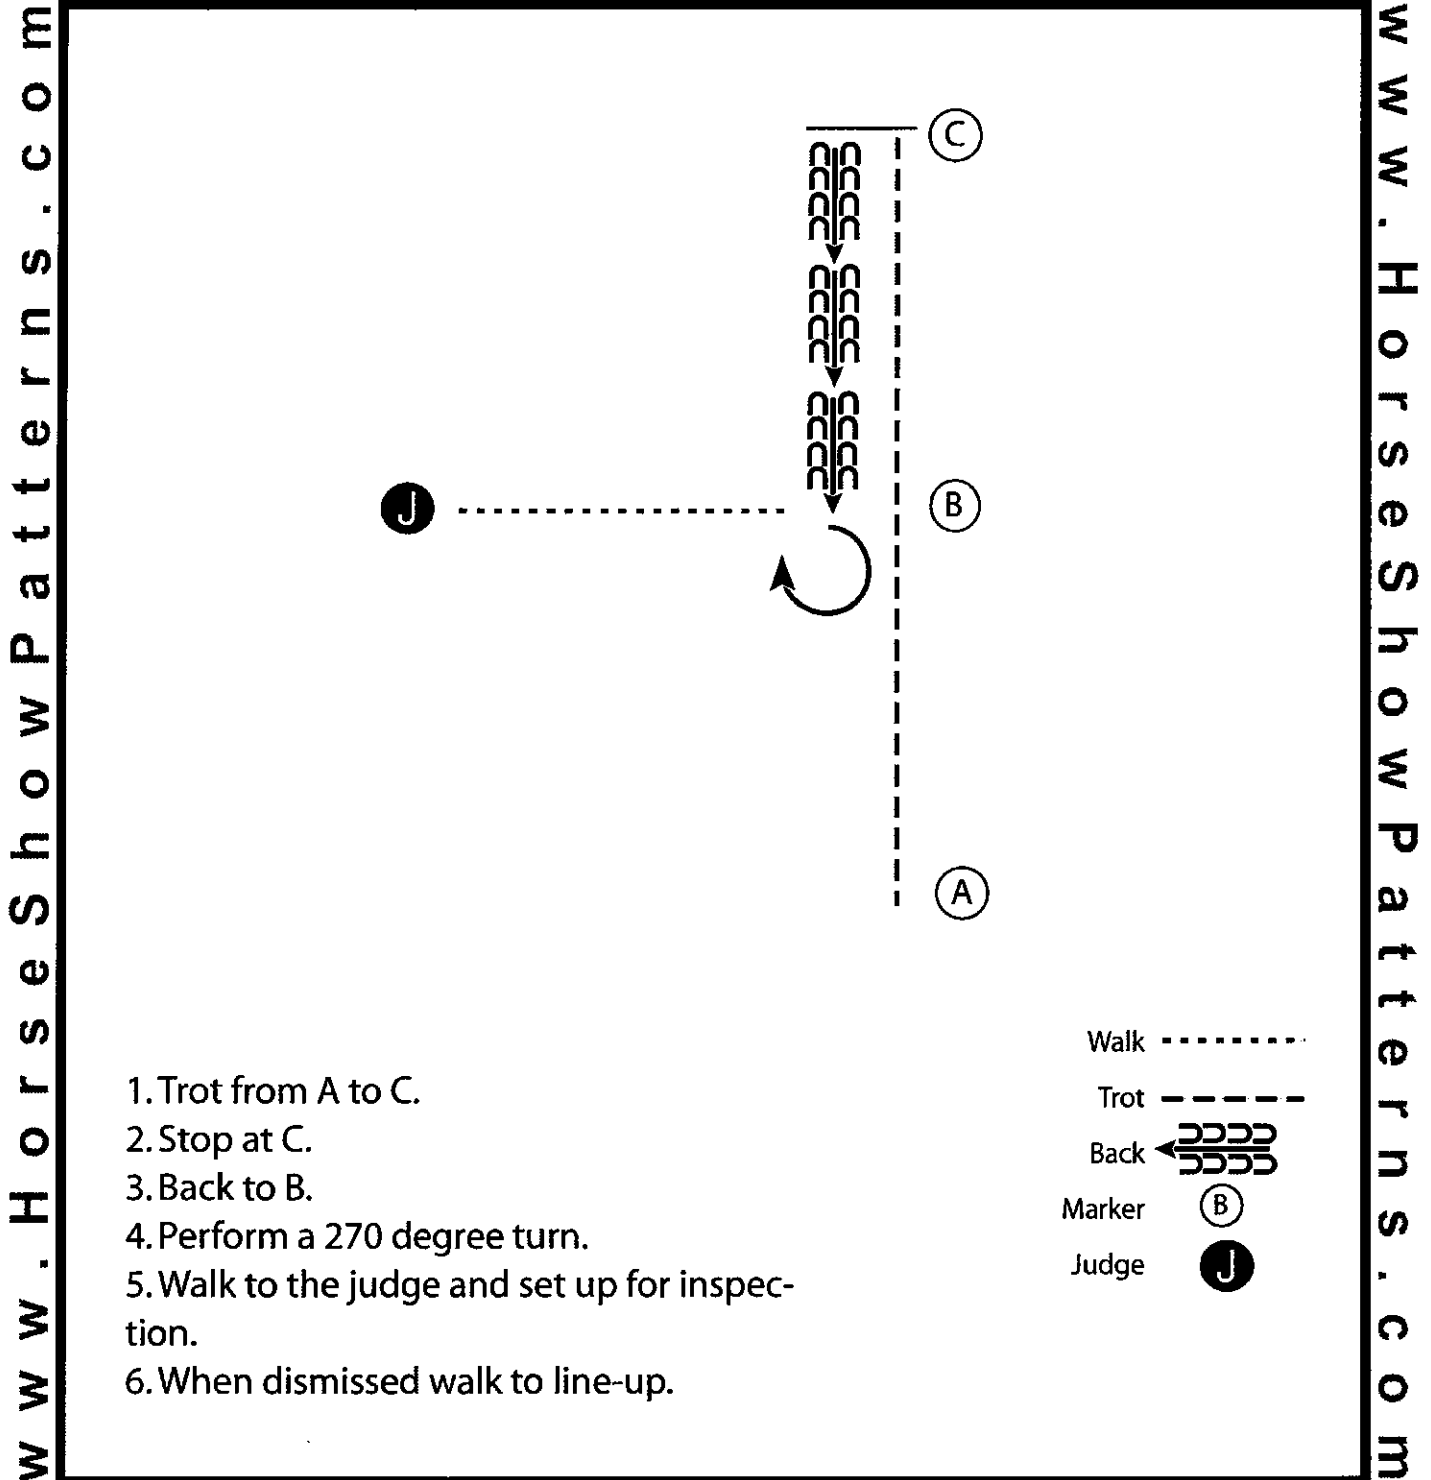 www.HorseShowPatterns.com
www.HorseShowPatterns.com
C
J
B
A
Walk
Trot
Back
Marker B
Judge J
1. Trot from A to C.
2. Stop at C.
3. Back to B.
4. Perform a 270 degree turn.
5. Walk to the judge and set up for inspec-
tion.
6. When dismissed walk to line-up.